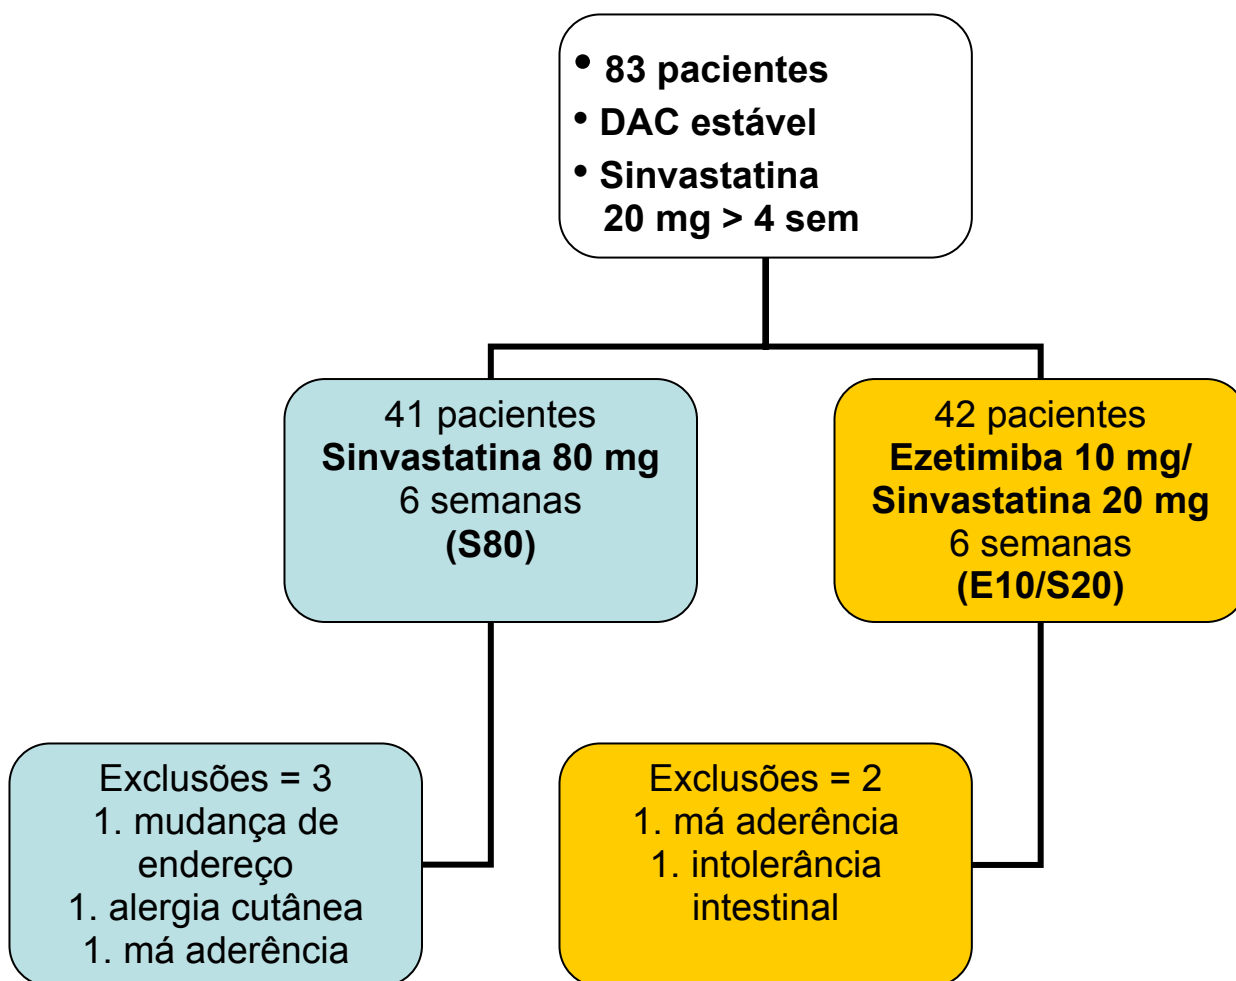 • 83 pacientes
• DAC estável
• Sinvastatina
20 mg > 4 sem
41 pacientes
Sinvastatina 80 mg
6 semanas
(S80)
42 pacientes
Ezetimiba 10 mg/
Sinvastatina 20 mg
6 semanas
(E10/S20)
Exclusões = 3
1. mudança de
endereço
1. alergia cutânea
1. má aderência
Exclusões = 2
1. má aderência
1. intolerância
intestinal